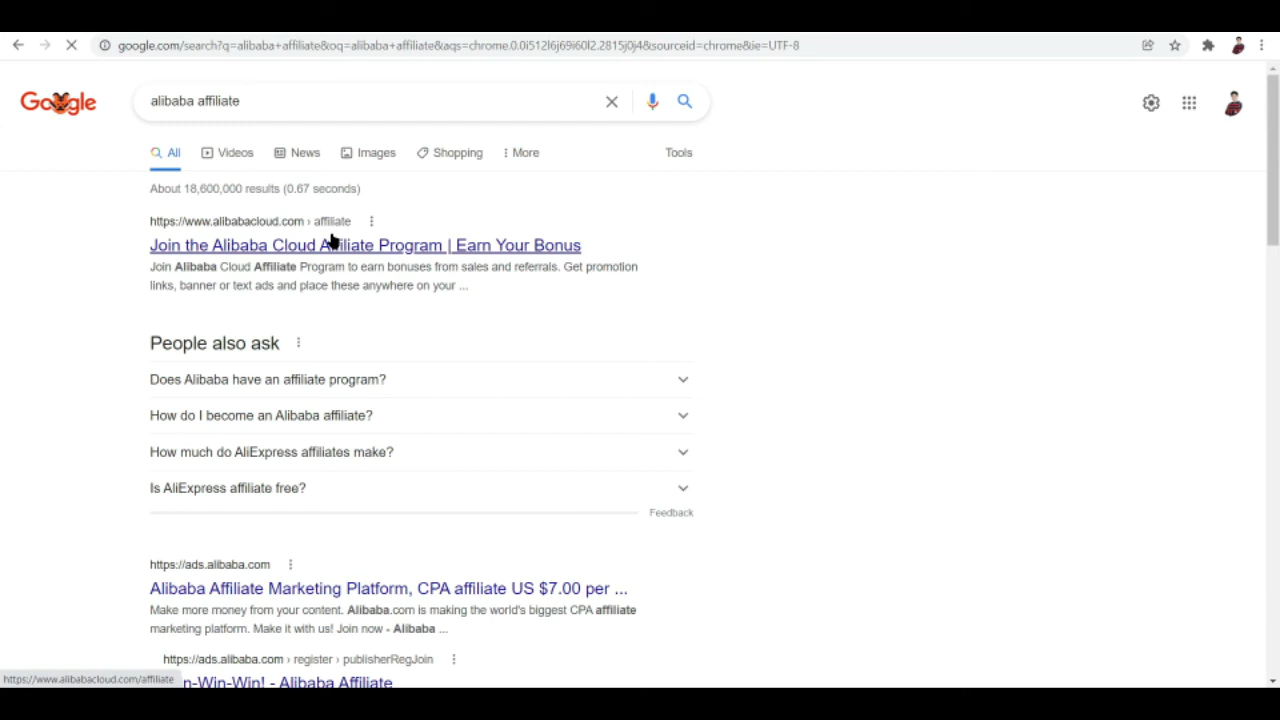 google.com/search?q=alibaba+affiliate&oq=alibaba+affiliate&aqs=chrome.0.0i512l6j69i60l2.2815j0j4&sourceid=chrome&ie=UTF-8
Google
alibaba affiliate
All
Videos
News
Images
Shopping
More
Tools
About 18,600,000 results (0.67 seconds)
https://www.alibabacloud.com › affiliate
Join the Alibaba Cloud Affiliate Program | Earn Your Bonus
Join Alibaba Cloud Affiliate Program to earn bonuses from sales and referrals. Get promotion
links, banner or text ads and place these anywhere on your ...
People also ask
Does Alibaba have an affiliate program?
How do I become an Alibaba affiliate?
How much do AliExpress affiliates make?
Is AliExpress affiliate free?
Feedback
https://ads.alibaba.com
Alibaba Affiliate Marketing Platform, CPA affiliate US $7.00 per ...
Make more money from your content. Alibaba.com is making the world's biggest CPA affiliate
marketing platform. Make it with us! Join now - Alibaba ...
https://ads.alibaba.com › register › publisherRegJoin
n-Win-Win! - Alibaba Affiliate
https://www.alibabacloud.com/affiliate